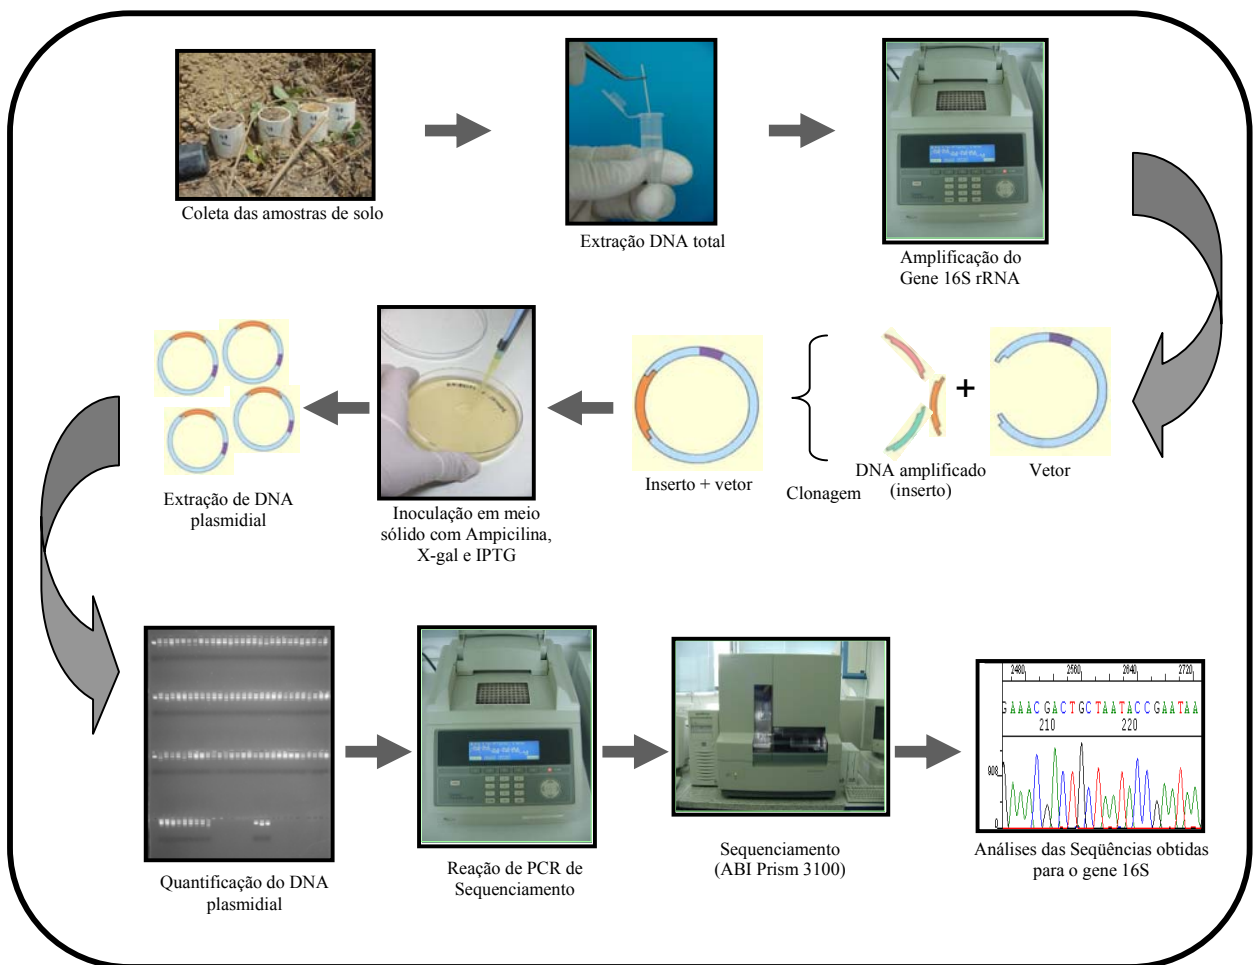 Coleta das amostras de solo
Extração DNA total
Amplificação do
Gene 16S rRNA
Extração de DNA
plasmidial
Inoculação em meio
sólido com Ampicilina,
X-gal e IPTG
Inserto + vetor
Clonagem
DNA amplificado
(inserto)
+
Vetor
Quantificação do DNA
plasmidial
Reação de PCR de
Sequenciamento
Sequenciamento
(ABI Prism 3100)
2480 2560 2640 2720
GAAACGACTGCTAATACCGAATAA
210 220
908
0
Análises das Seqüências obtidas
para o gene 16S